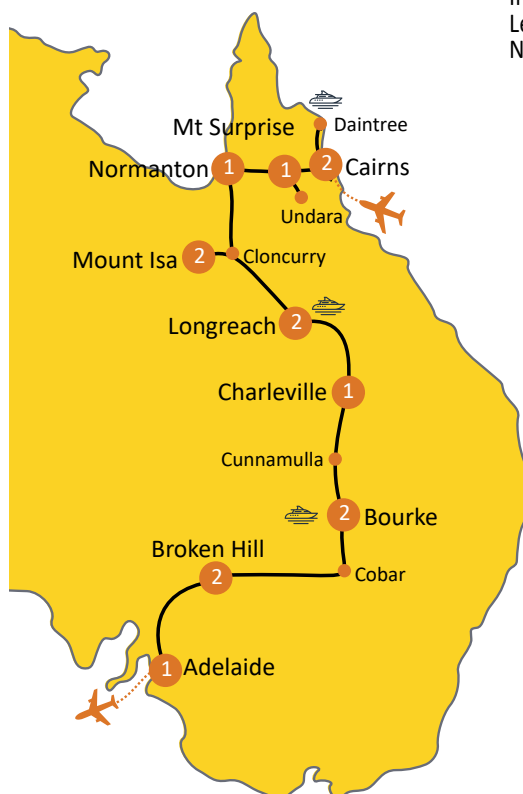 Le
N
Mt Surprise
Daintree
Normanton 1 1 2 Cairns
Undara
Mount Isa 2
Cloncurry
Longreach 2
Charleville 1
Cunnamulla
2 Bourke
Broken Hill
2
Cobar
1 Adelaide